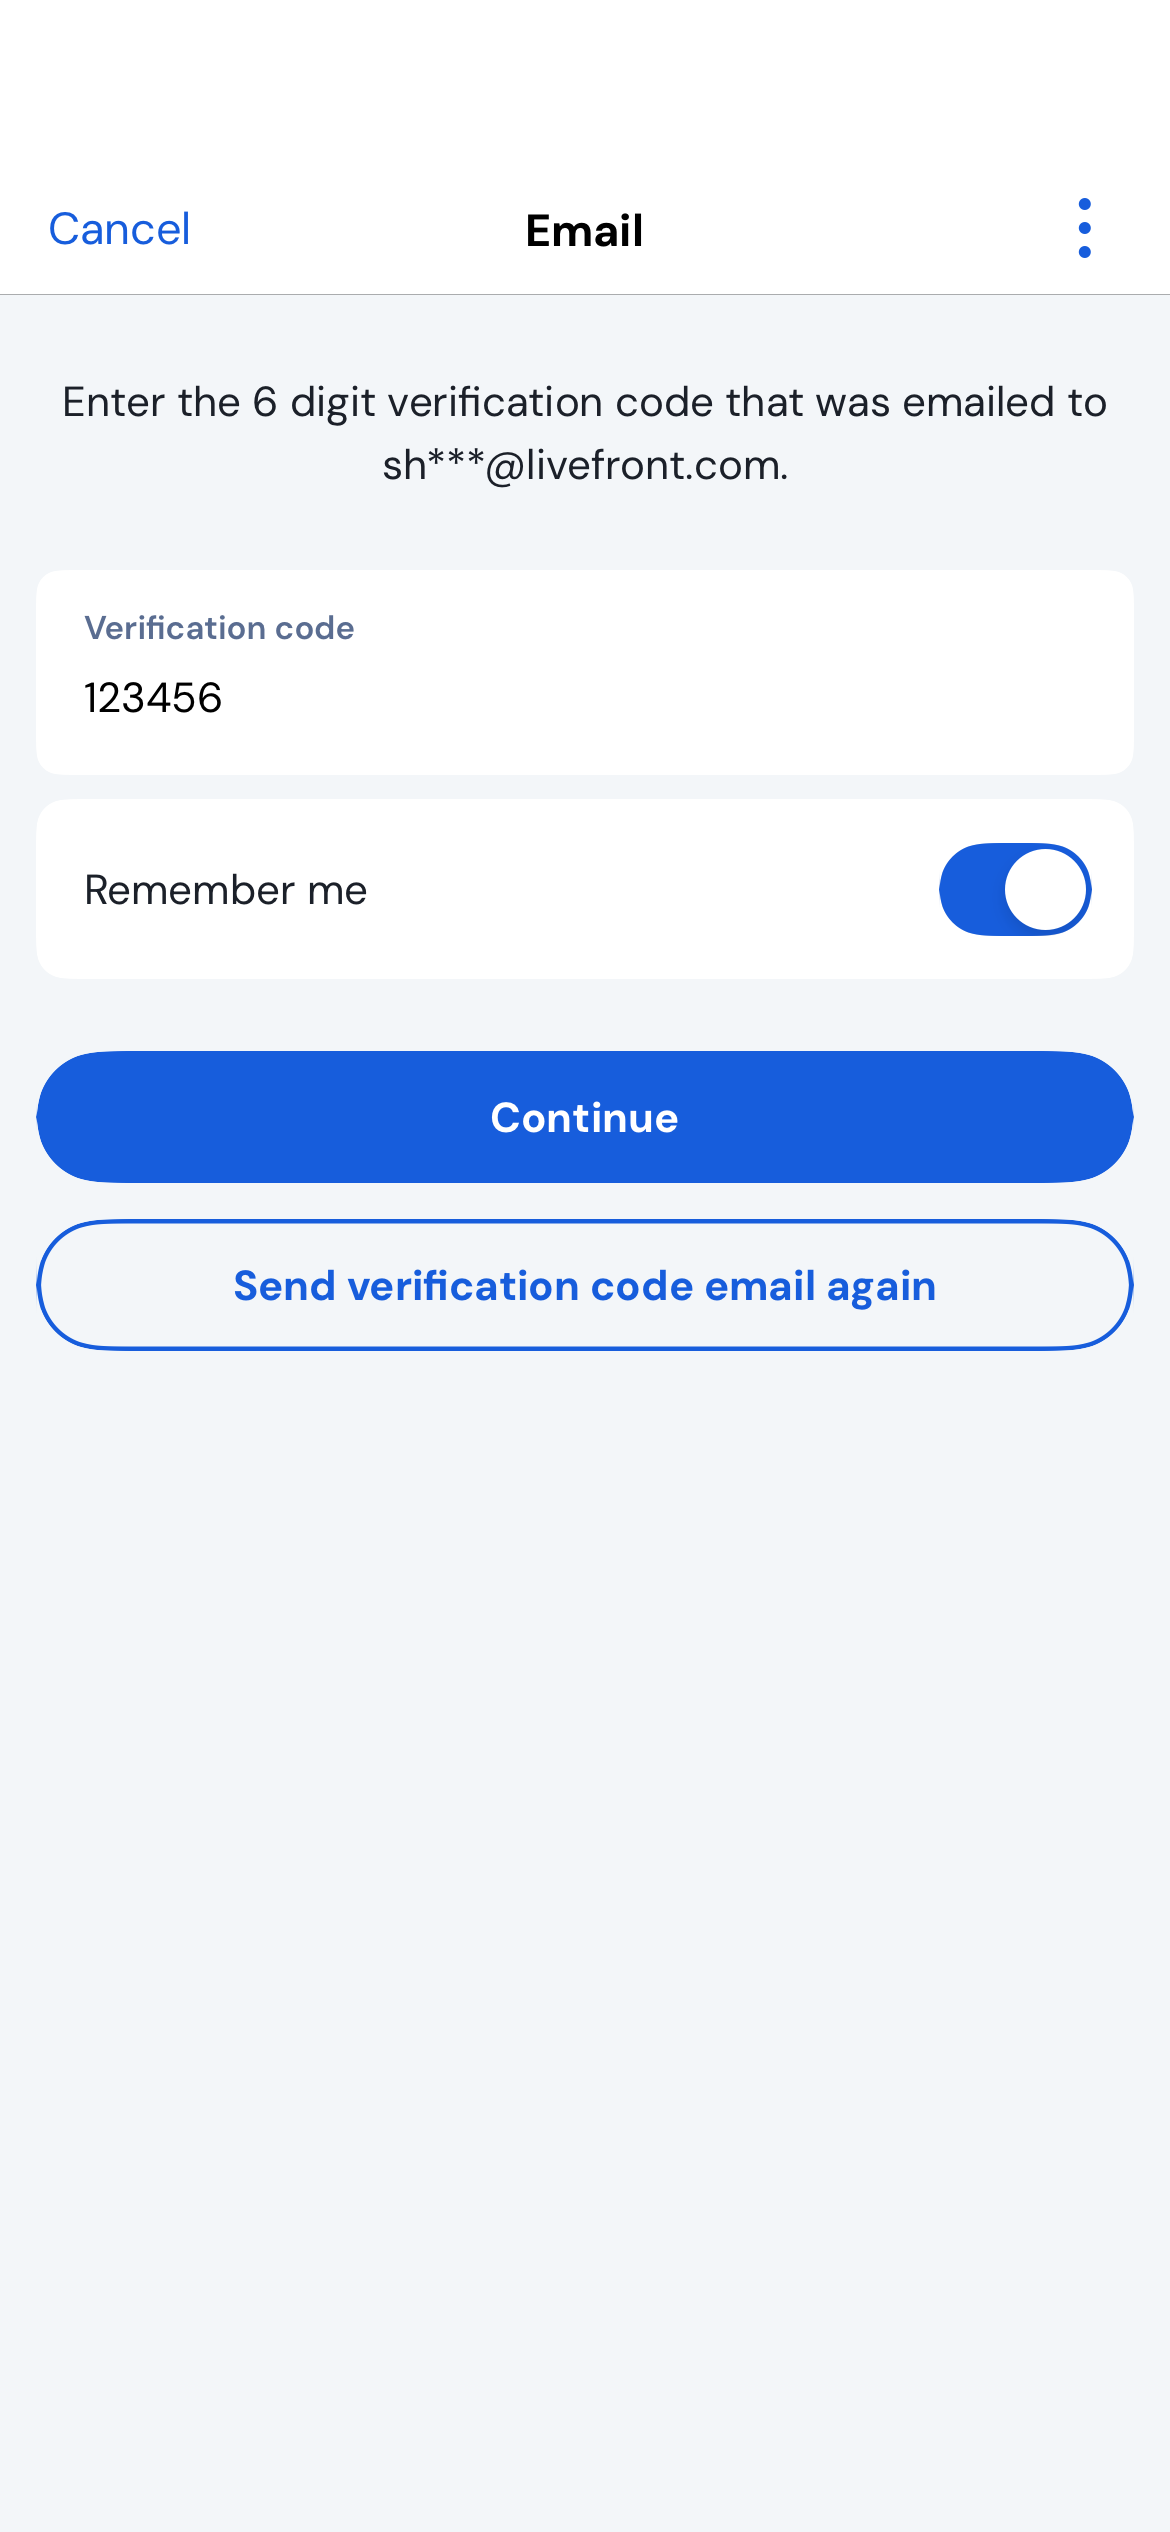 Cancel
Email
Enter the 6 digit verification code that was emailed to
sh***@livefront.com.
Verification code
123456
Remember me
Continue
Send verification code email again